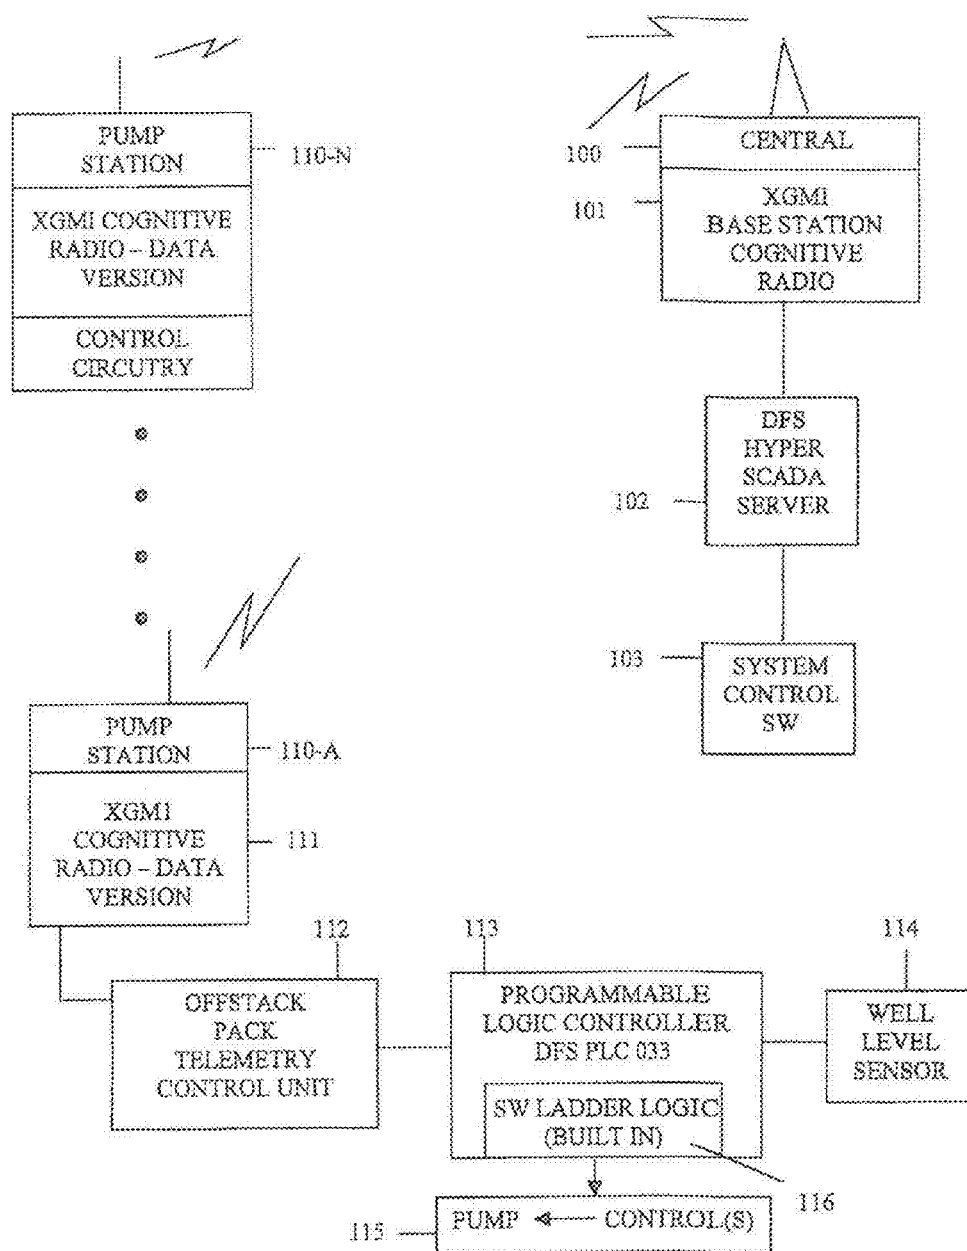 PUMP
STATION
110-N
XGMI COGNITIVE
RADIO – DATA
VERSION
CONTROL
CIRCUTRY
100
CENTRAL
101
XGMI
BASE STATION
COGNITIVE
RADIO
DFS
HYPER
SCADA
SERVER
102
103
SYSTEM
CONTROL
SW
PUMP
STATION
110-A
XGMI
COGNITIVE
RADIO – DATA
VERSION
111
112
OFFSTACK
PACK
TELEMETRY
CONTROL UNIT
113
PROGRAMMABLE
LOGIC CONTROLLER
DFS PLC 033
SW LADDER LOGIC
(BUILT IN)
114
WELL
LEVEL
SENSOR
116
115
PUMP CONTROL(S)